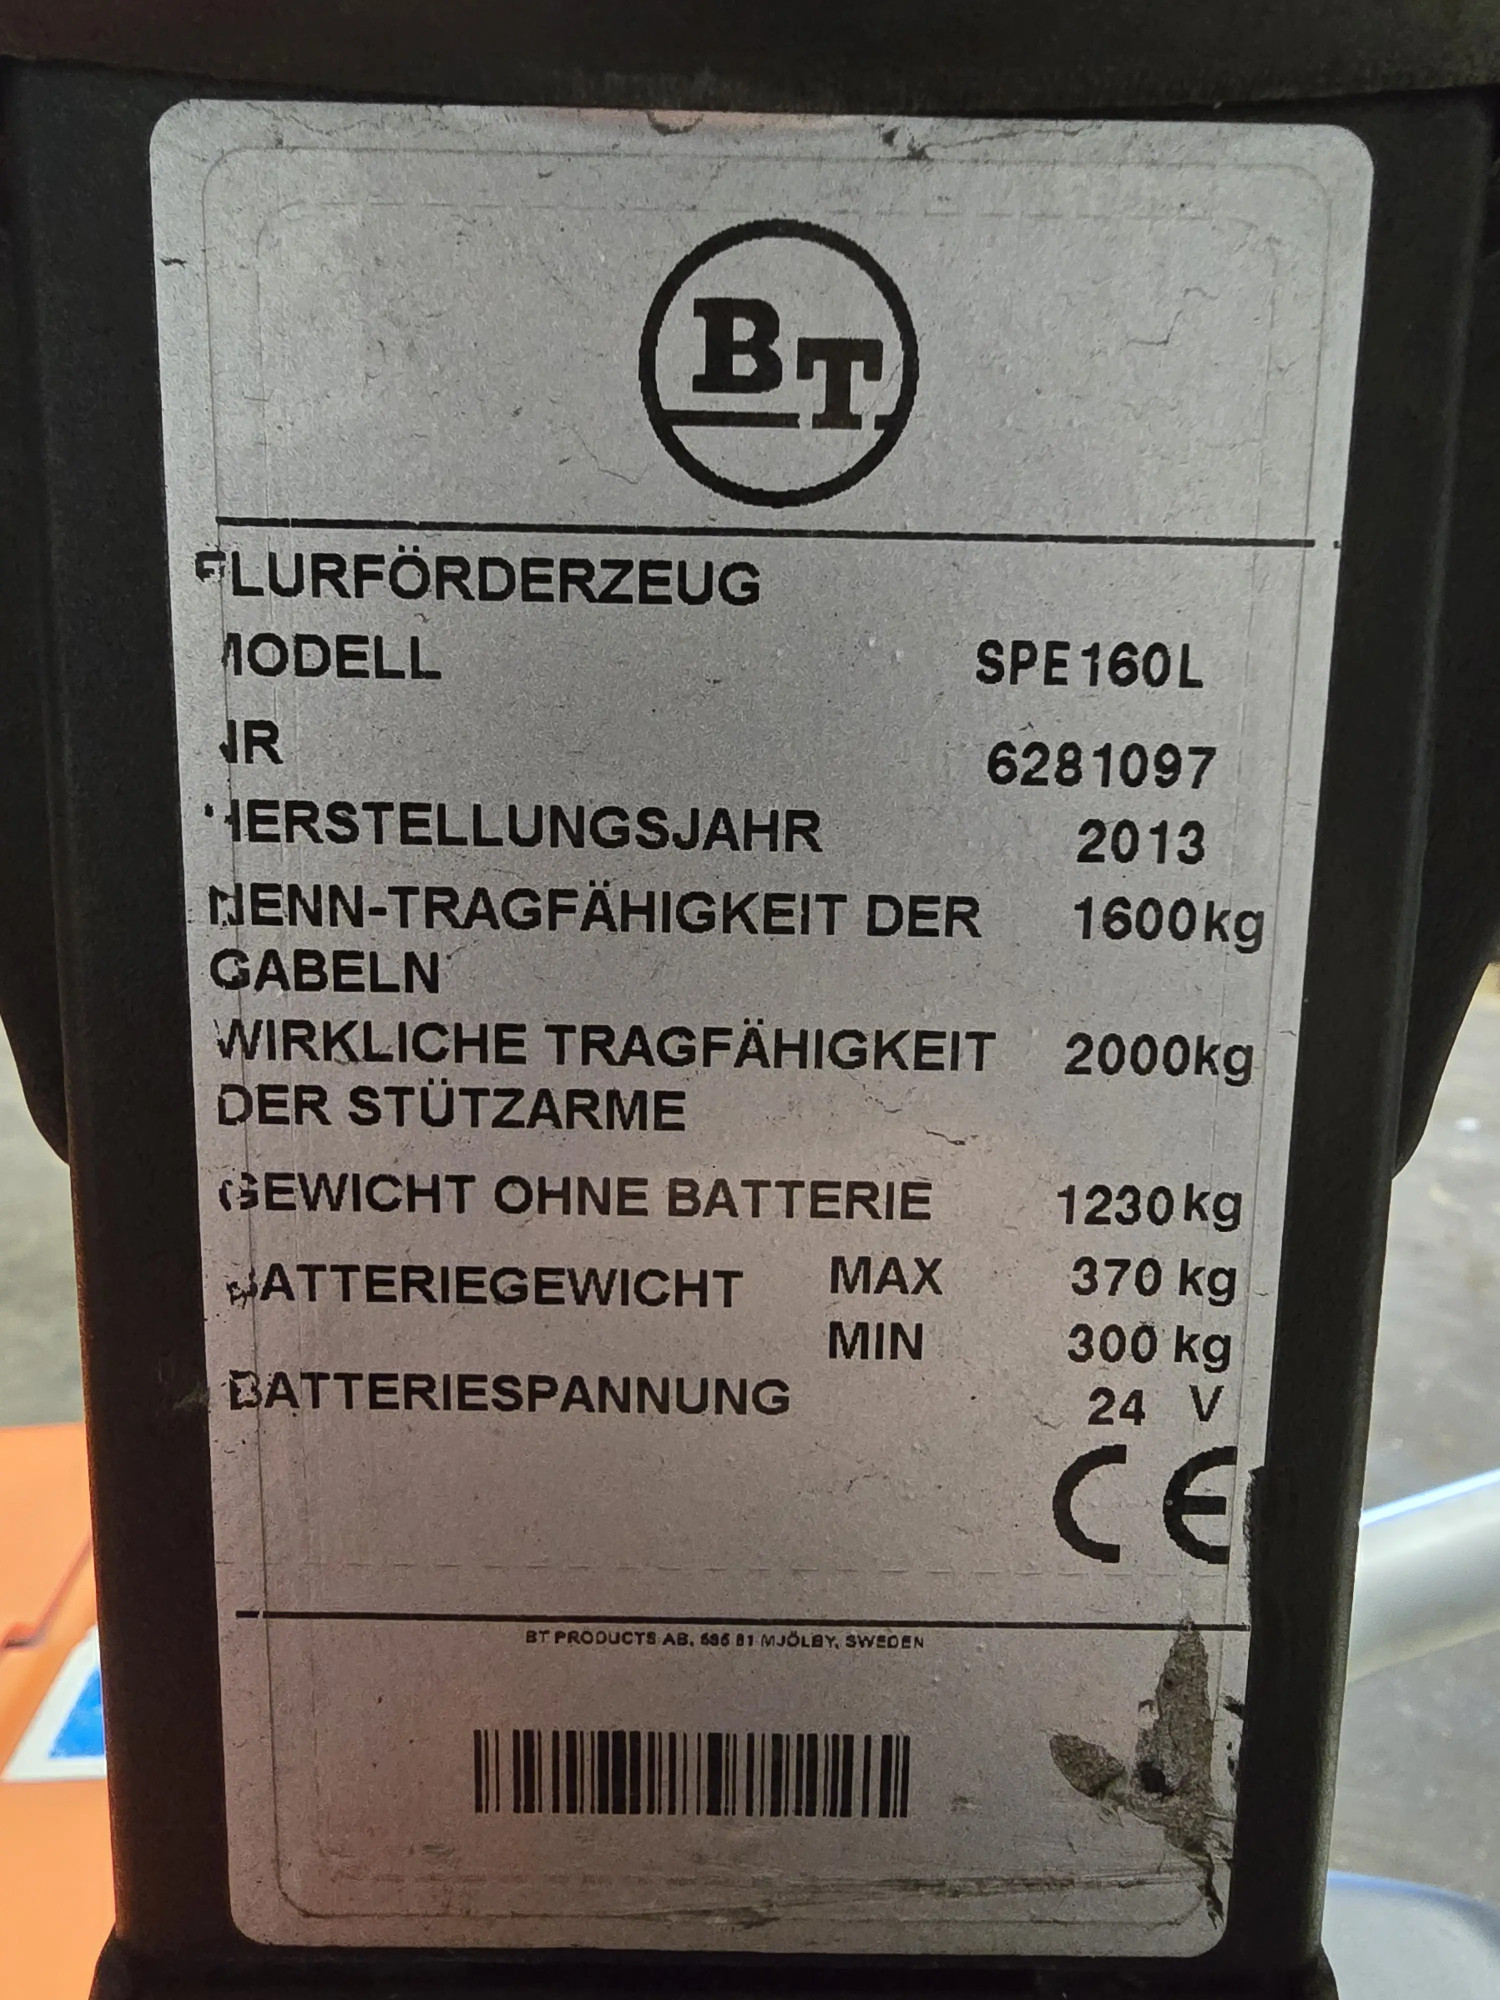 BT
FLURFÖRDERZEUG
MODELL SPE160L
NR 6281097
HERSTELLUNGSJAHR 2013
NENN-TRAGFÄHIGKEIT DER 1600kg
GABELN
WIRKLICHE TRAGFÄHIGKEIT 2000kg
DER STÜTZARME
GEWICHT OHNE BATTERIE 1230kg
BATTERIEGEWICHT MAX 370 kg
MIN 300 kg
BATTERIESPANNUNG 24 V
CE
BT PRODUCTS AB, 595 81 MJÖLBY, SWEDEN